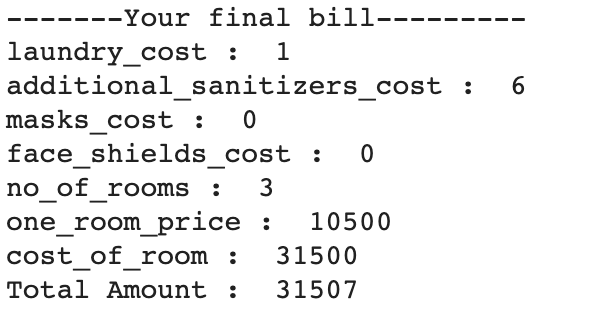 -------Your final bill---------
laundry_cost :  1
additional_sanitizers_cost :  6
masks_cost :  0
face_shields_cost :  0
no_of_rooms :  3
one_room_price :  10500
cost_of_room :  31500
Total Amount :  31507